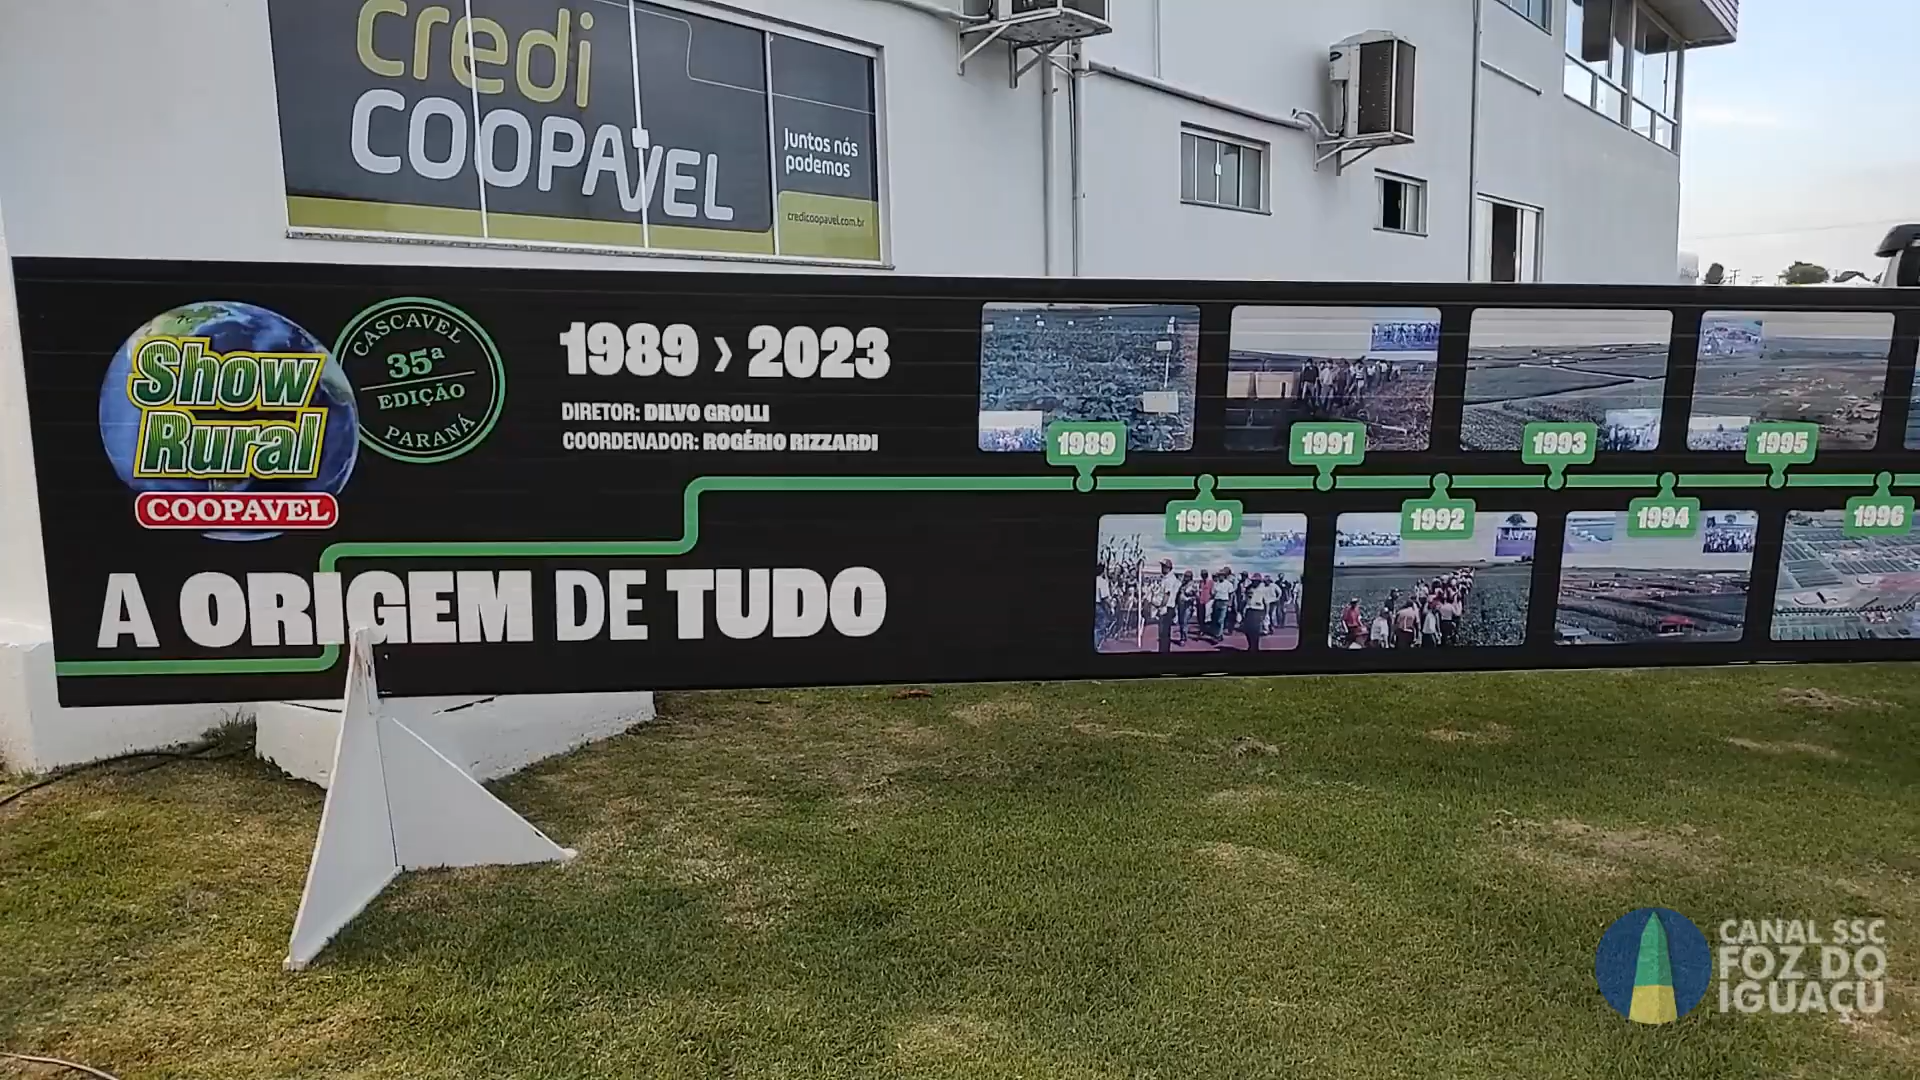 credi
COOPAVEL
Juntos nós
podemos
credicoopavel.com.br
Show
Rural
COOPAVEL
CASCAVEL
35ª
EDIÇÃO
PARANÁ
1989 › 2023
DIRETOR: DILVO GROLLI
COORDENADOR: ROGÉRIO RIZZARDI
A ORIGEM DE TUDO
1989
1990
1991
1992
1993
1994
1995
1996
CANAL SSC
FOZ DO
IGUAÇU